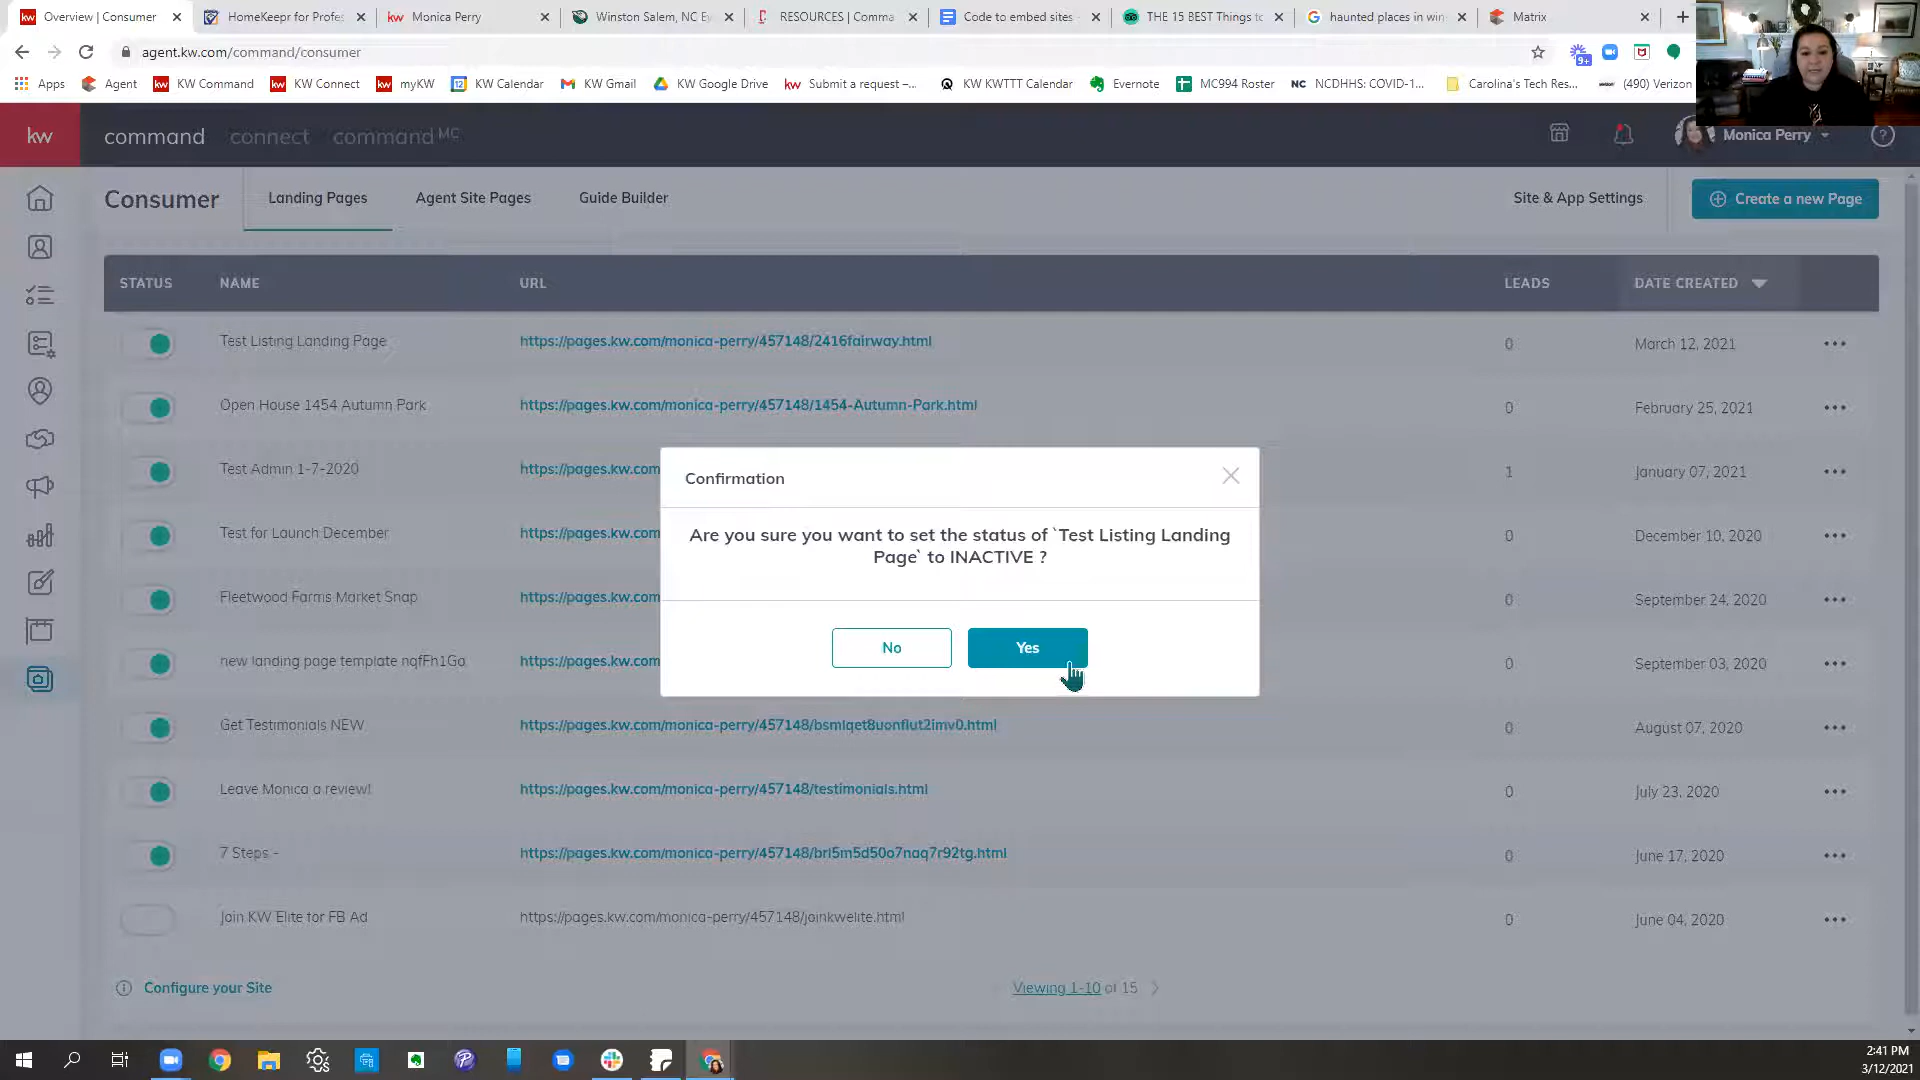 Overview | Consumer
HomeKeepr for Profes
kw Monica Perry
Winston Salem, NC Ev
RESOURCES | Comma
Code to embed sites -
THE 15 BEST Things to
haunted places in win
Matrix
agent.kw.com/command/consumer
9+
Apps
Agent
KW Command
KW Connect
myKW
KW Calendar
KW Gmail
KW Google Drive
kw Submit a request –...
KW KWTTT Calendar
Evernote
MC994 Roster
NC NCDHHS: COVID-1...
Carolina's Tech Res...
(490) Verizon
kw
command connect command MC
Monica Perry
Consumer
Landing Pages
Agent Site Pages
Guide Builder
Site & App Settings
Create a new Page
STATUS NAME URL LEADS DATE CREATED
Test Listing Landing Page https://pages.kw.com/monica-perry/457148/2416fairway.html 0 March 12, 2021
Open House 1454 Autumn Park https://pages.kw.com/monica-perry/457148/1454-Autumn-Park.html 0 February 25, 2021
Test Admin 1-7-2020 https://pages.kw.com 1 January 07, 2021
Test for Launch December https://pages.kw.com 0 December 10, 2020
Fleetwood Farms Market Snap https://pages.kw.com 0 September 24, 2020
new landing page template nqfFh1Ga https://pages.kw.com 0 September 03, 2020
Get Testimonials NEW https://pages.kw.com/monica-perry/457148/bsmlqet8uonflut2imv0.html 0 August 07, 2020
Leave Monica a review! https://pages.kw.com/monica-perry/457148/testimonials.html 0 July 23, 2020
7 Steps - https://pages.kw.com/monica-perry/457148/brl5m5d50o7naq7r92tg.html 0 June 17, 2020
Join KW Elite for FB Ad https://pages.kw.com/monica-perry/457148/joinkwelite.html 0 June 04, 2020
Confirmation
Are you sure you want to set the status of `Test Listing Landing
Page` to INACTIVE ?
No
Yes
Configure your Site
Viewing 1-10 of 15
2:41 PM
3/12/2021